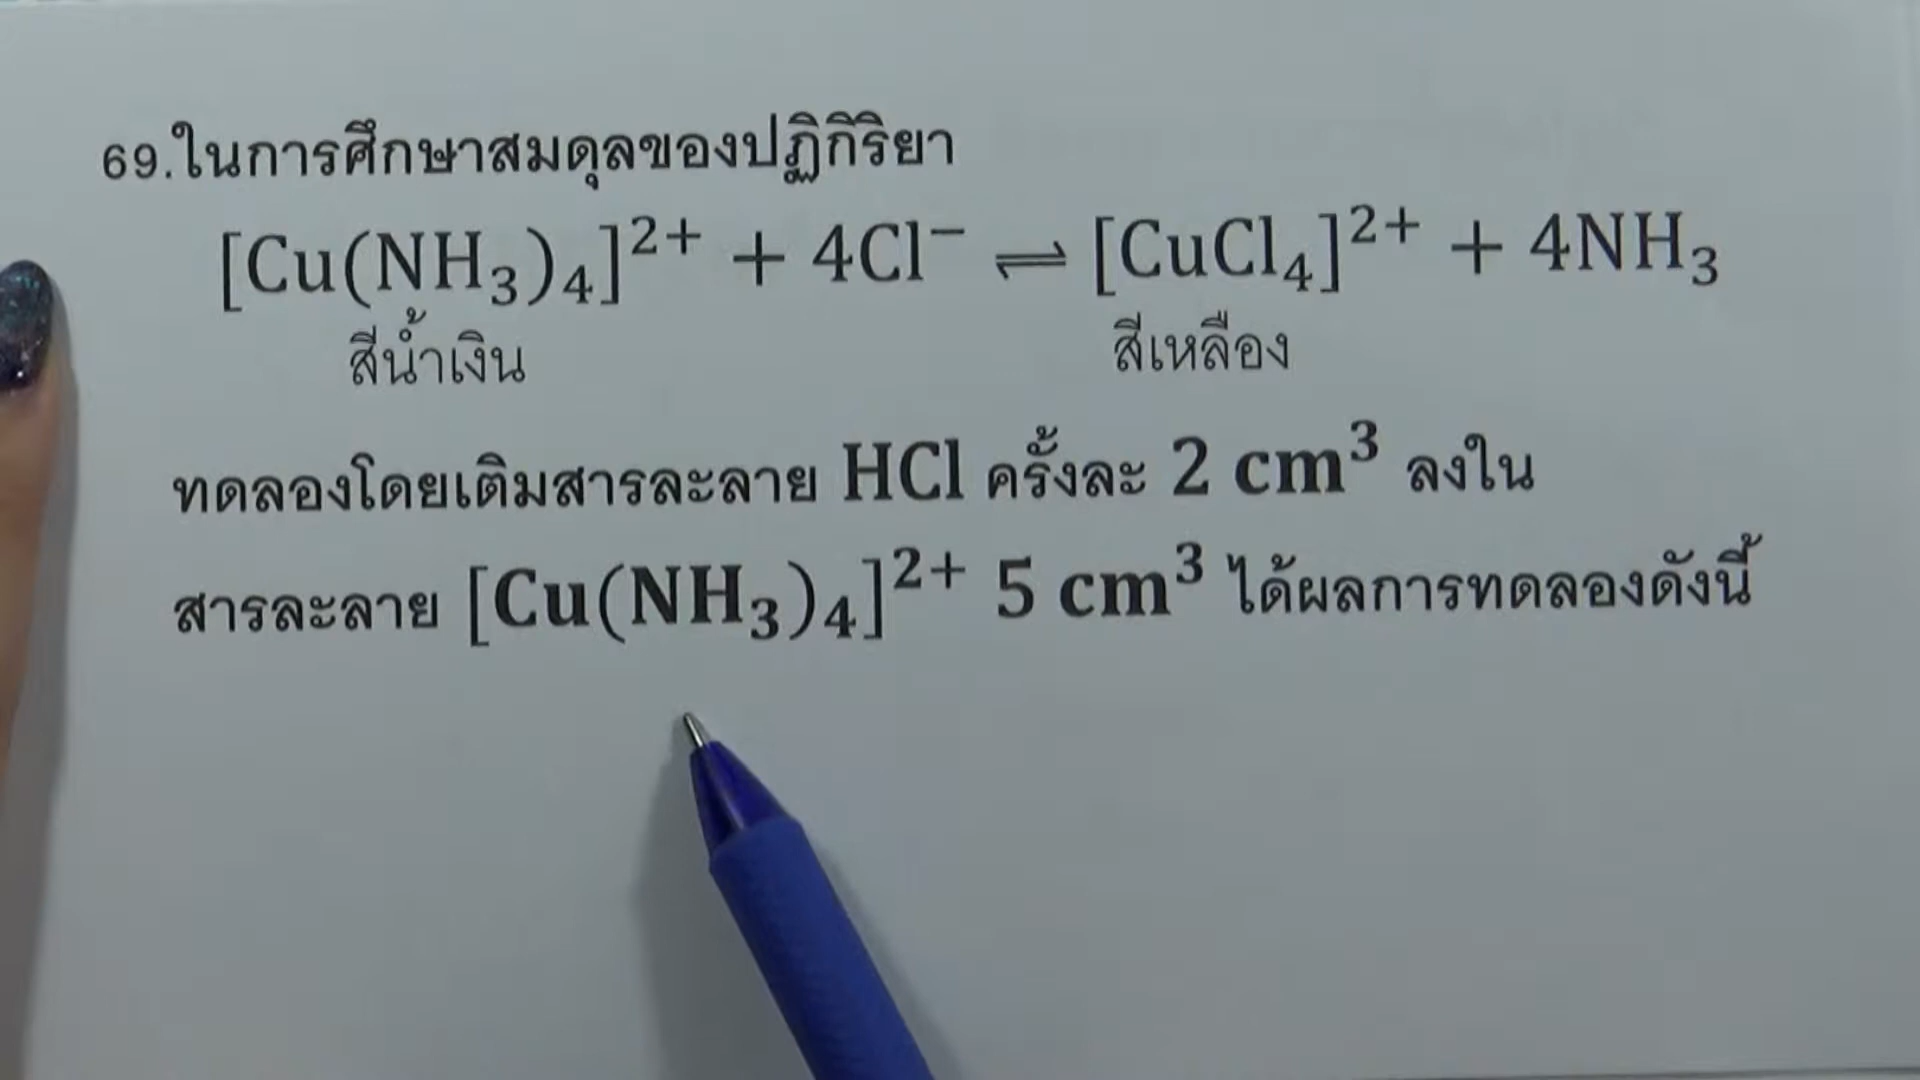 69.ในการศึกษาสมดุลของปฏิกิริยา
[Cu(NH₃)₄]²⁺ + 4Cl⁻ ⇌ [CuCl₄]²⁺ + 4NH₃
สีน้ำเงิน สีเหลือง
ทดลองโดยเติมสารละลาย HCl ครั้งละ 2 cm³ ลงใน
สารละลาย [Cu(NH₃)₄]²⁺ 5 cm³ ได้ผลการทดลองดังนี้